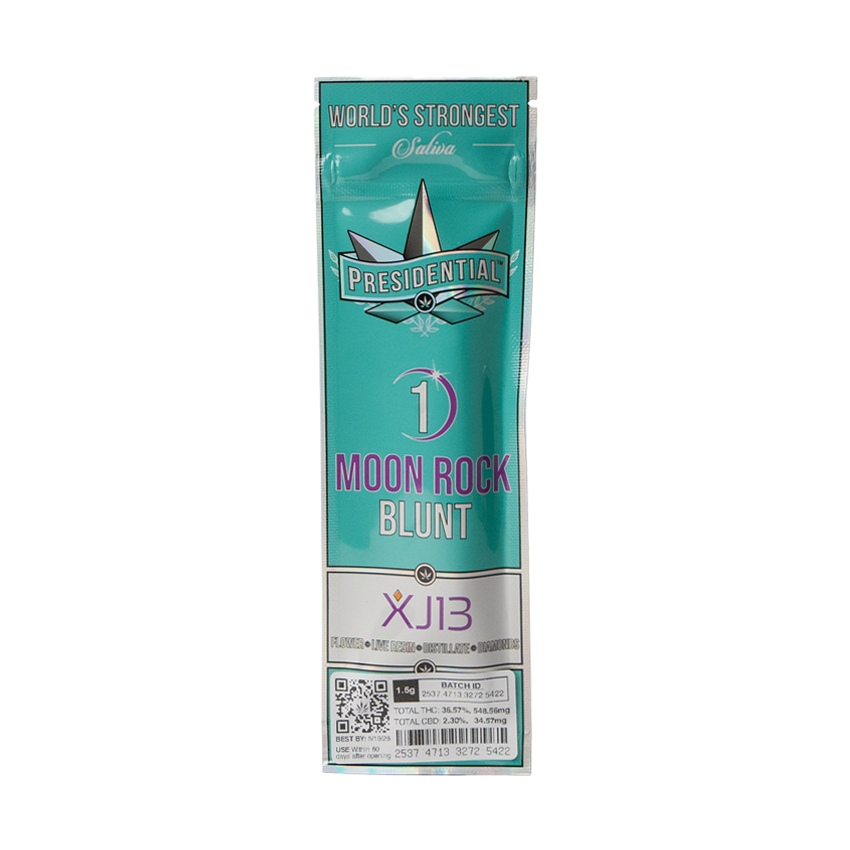 WORLD'S STRONGEST
Sativa
PRESIDENTIAL™
1
MOON ROCK
BLUNT
XJ13
FLOWER • LIVE RESIN • DISTILLATE • DIAMONDS
1.5g
BATCH ID
2537 4713 3272 5422
TOTAL THC: 36.57%, 548.56mg
TOTAL CBD: 2.30%, 34.57mg
BEST BY:
USE Within 60
days after opening
2537 4713 3272 5422